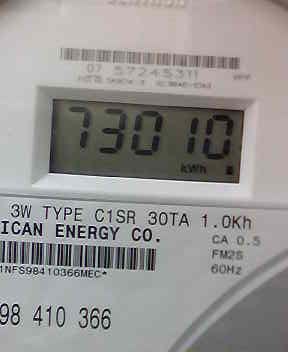 07 57245311
73010
kWh
3W TYPE C1SR 30TA 1.0Kh
ICAN ENERGY CO.
CA 0.5
FM2S
60Hz
1NFS98410366MEC*
98 410 366